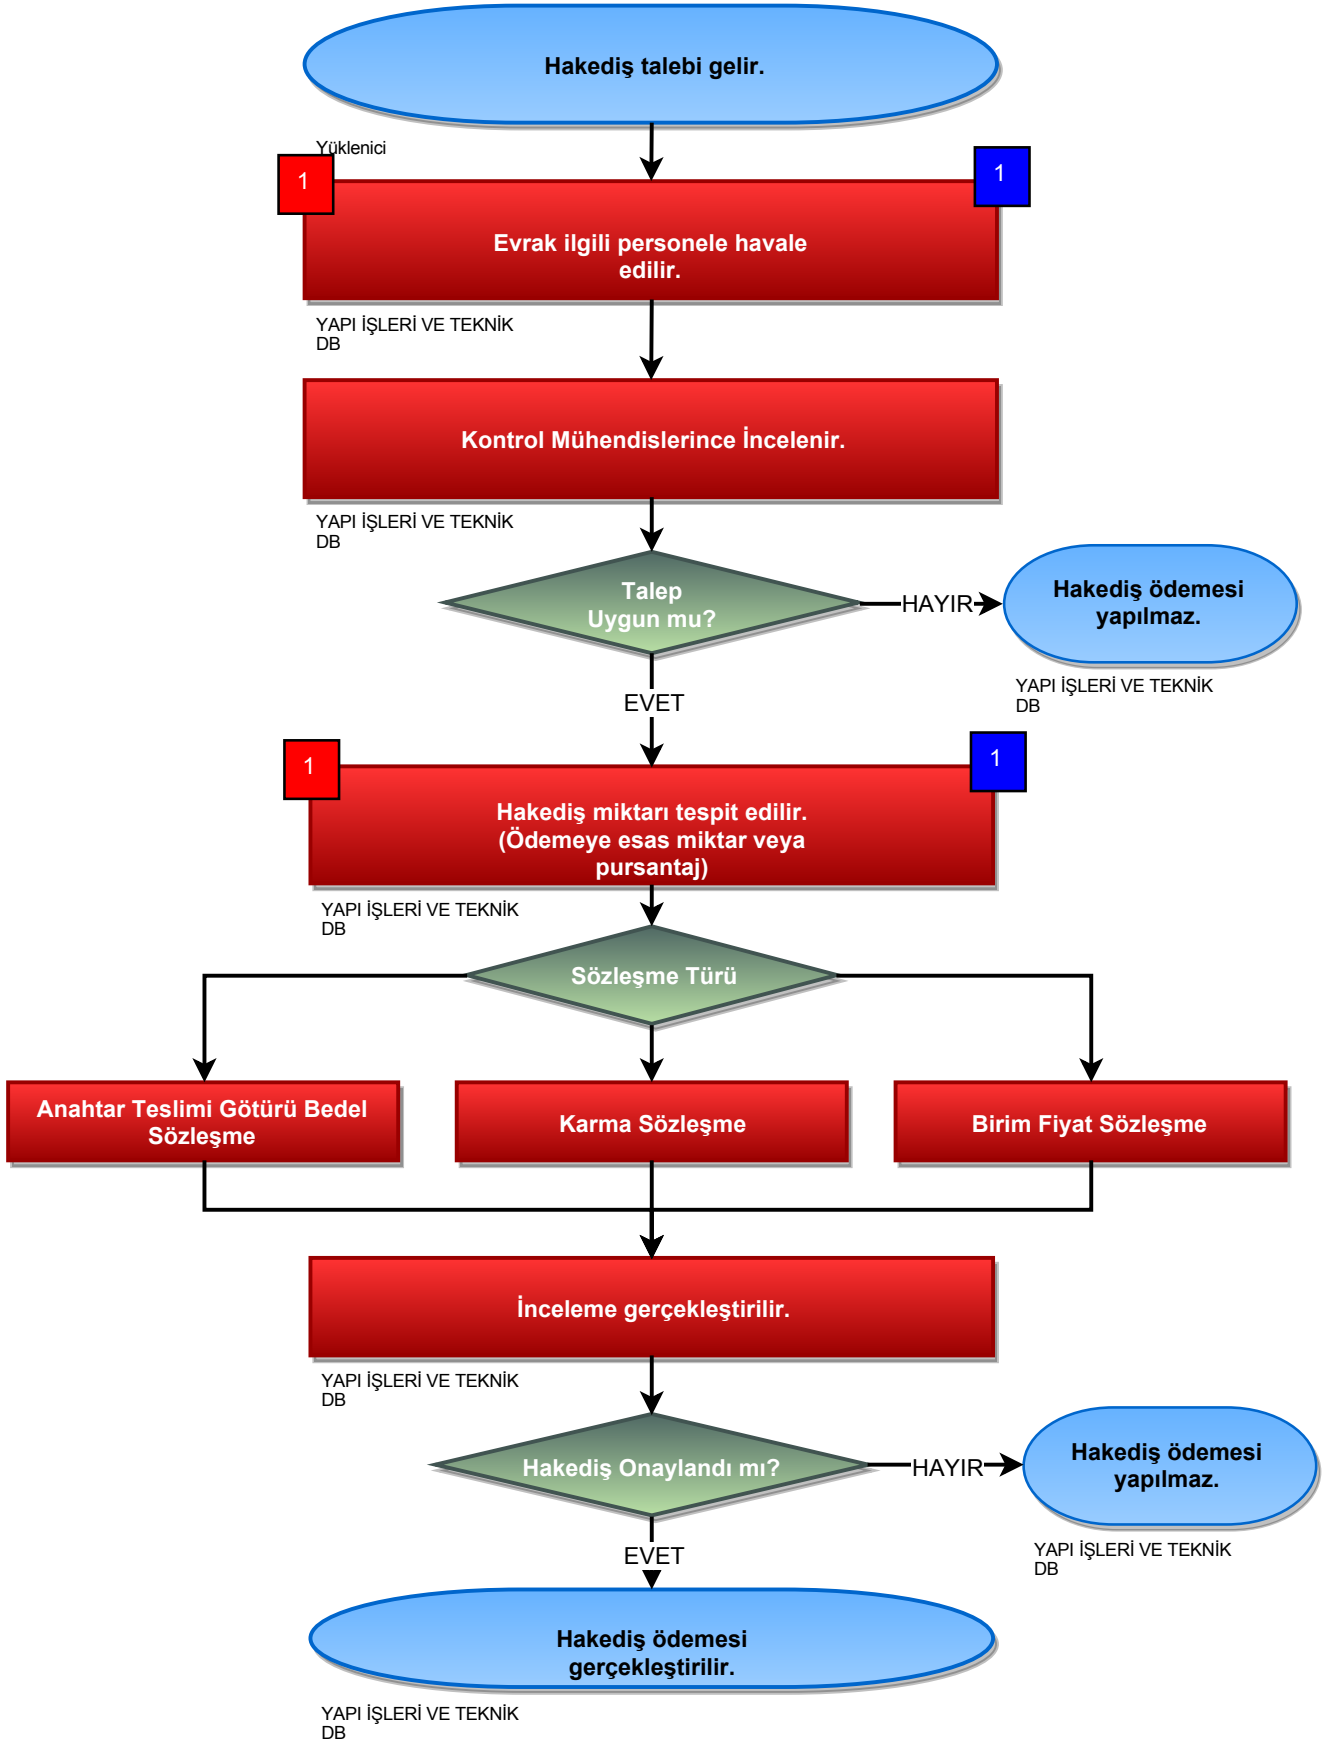 Hakediş talebi gelir.
Yüklenici
1
1
Evrak ilgili personele havale
edilir.
YAPI İŞLERİ VE TEKNİK
DB
Kontrol Mühendislerince İncelenir.
YAPI İŞLERİ VE TEKNİK
DB
Talep
Uygun mu?
HAYIR
Hakediş ödemesi
yapılmaz.
YAPI İŞLERİ VE TEKNİK
DB
EVET
1
1
Hakediş miktarı tespit edilir.
(Ödemeye esas miktar veya
pursantaj)
YAPI İŞLERİ VE TEKNİK
DB
Sözleşme Türü
Anahtar Teslimi Götürü Bedel
Sözleşme
Karma Sözleşme
Birim Fiyat Sözleşme
İnceleme gerçekleştirilir.
YAPI İŞLERİ VE TEKNİK
DB
Hakediş Onaylandı mı?
HAYIR
Hakediş ödemesi
yapılmaz.
YAPI İŞLERİ VE TEKNİK
DB
EVET
Hakediş ödemesi
gerçekleştirilir.
YAPI İŞLERİ VE TEKNİK
DB